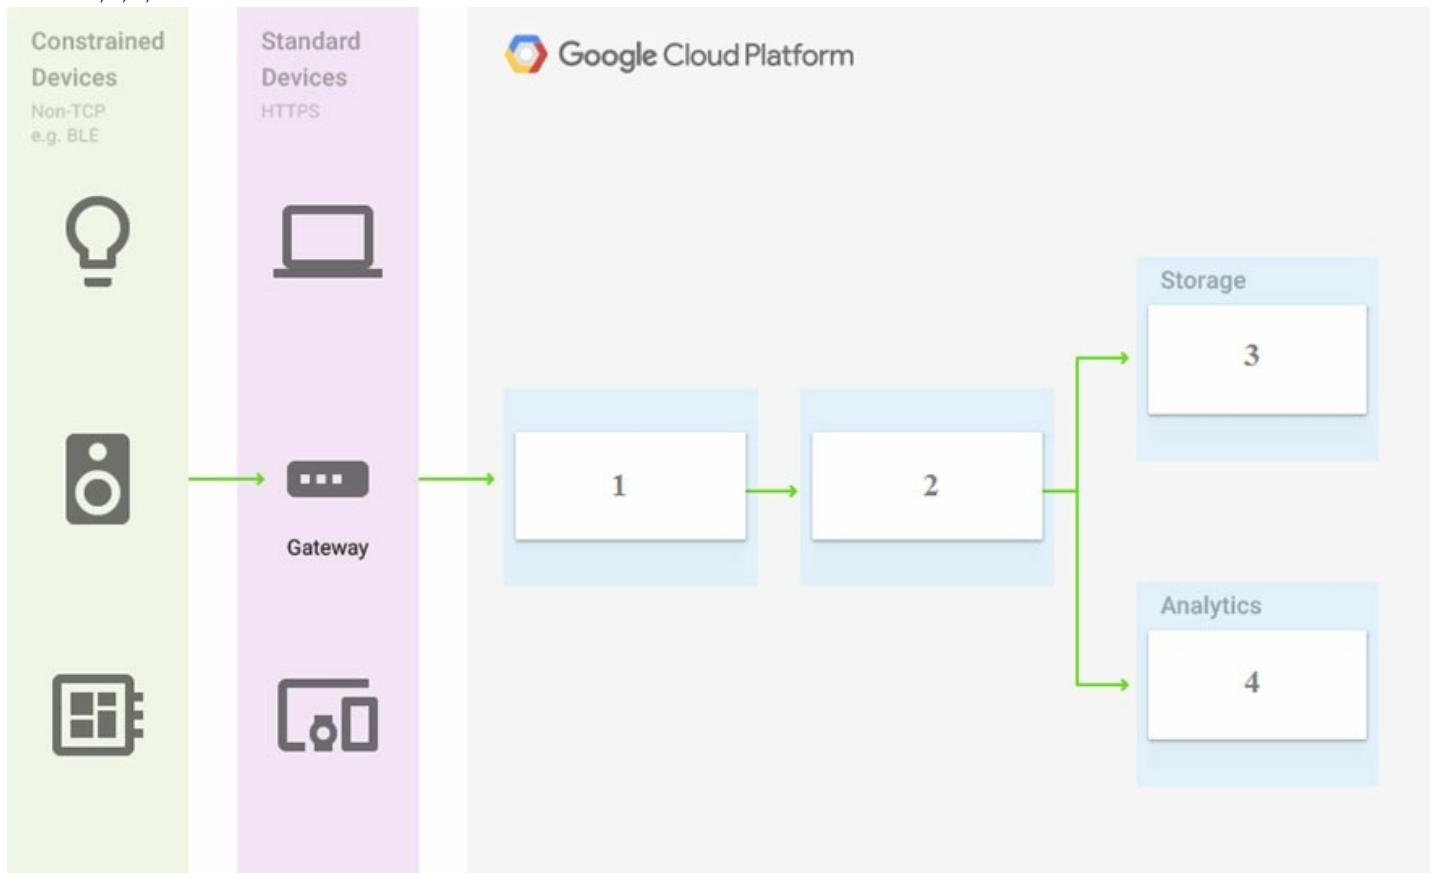 Constrained
Devices
Non-TCP
e.g. BLE
Standard
Devices
HTTPS
Google Cloud Platform
Gateway
1
2
Storage
3
Analytics
4